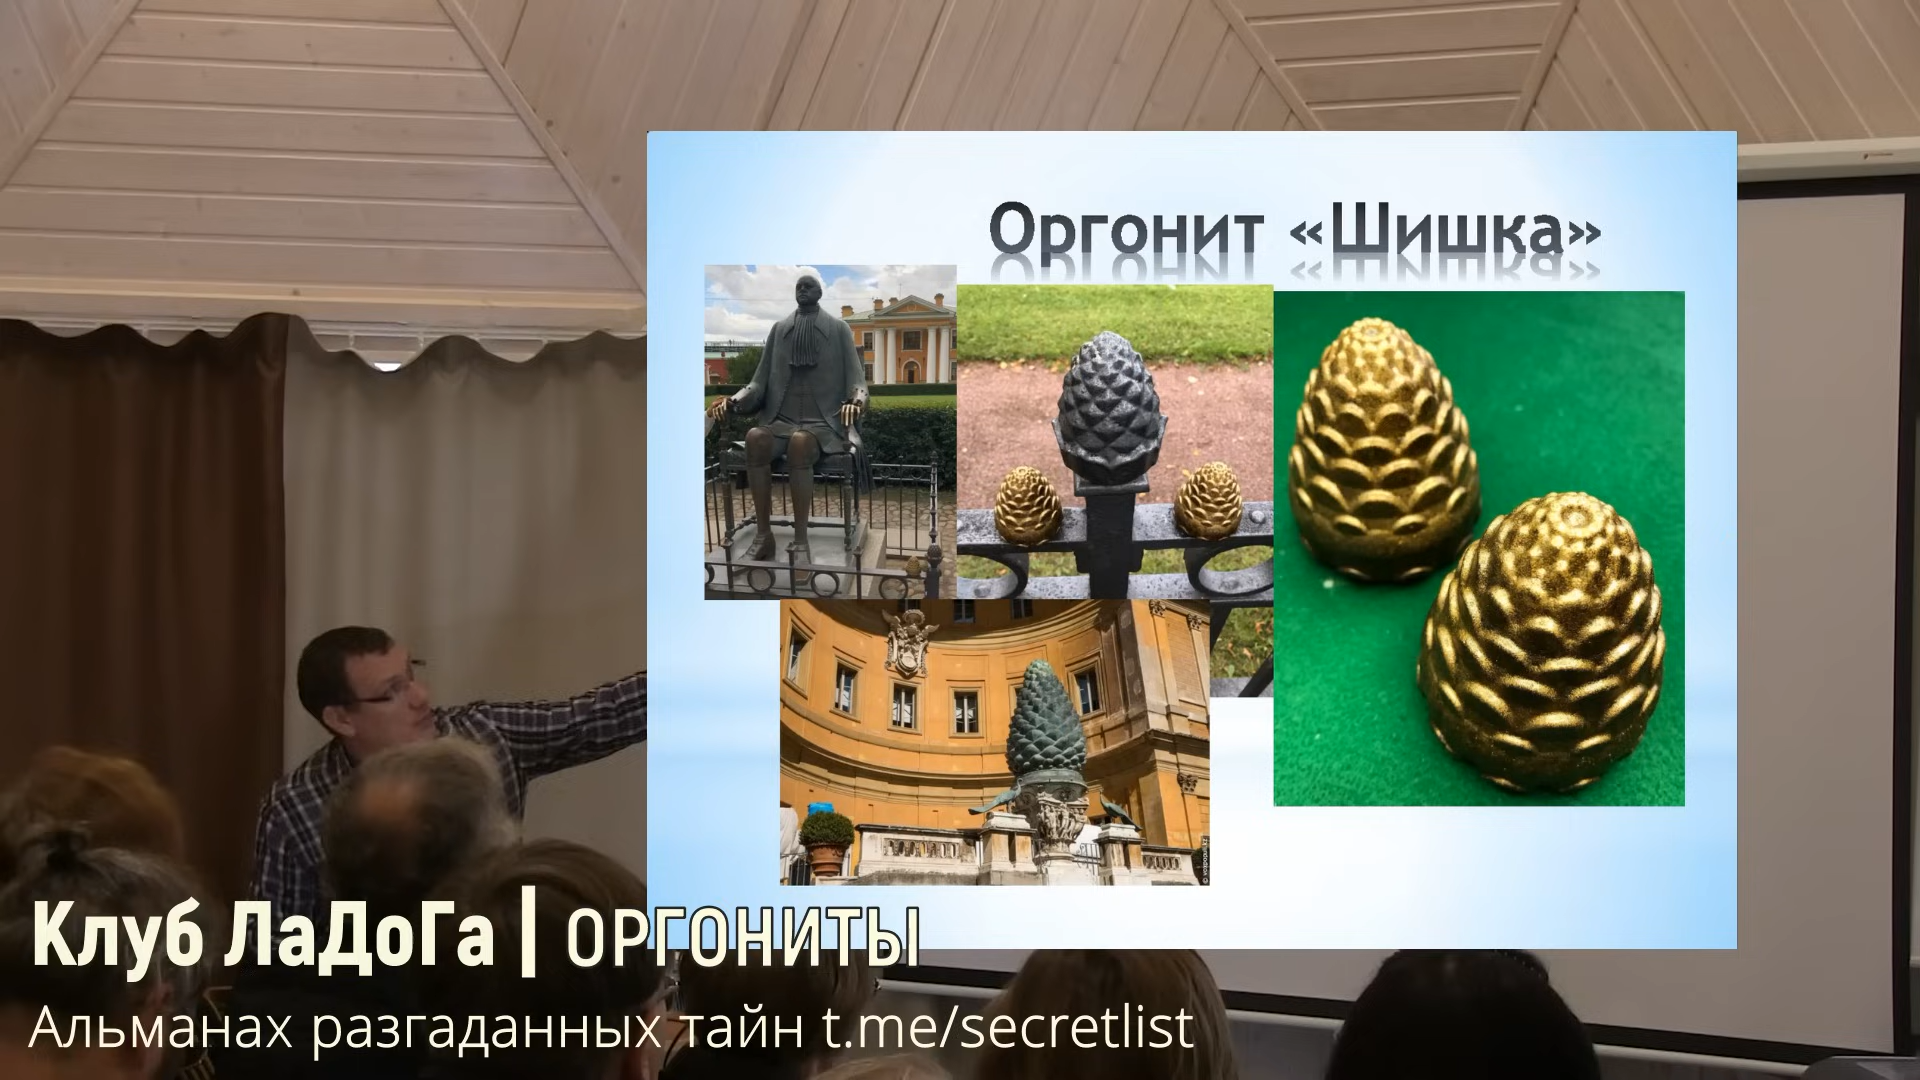 Оргонит «Шишка»
Клуб ЛаДоГа | ОРГОНИТЫ
Альманах разгаданных тайн t.me/secretlist